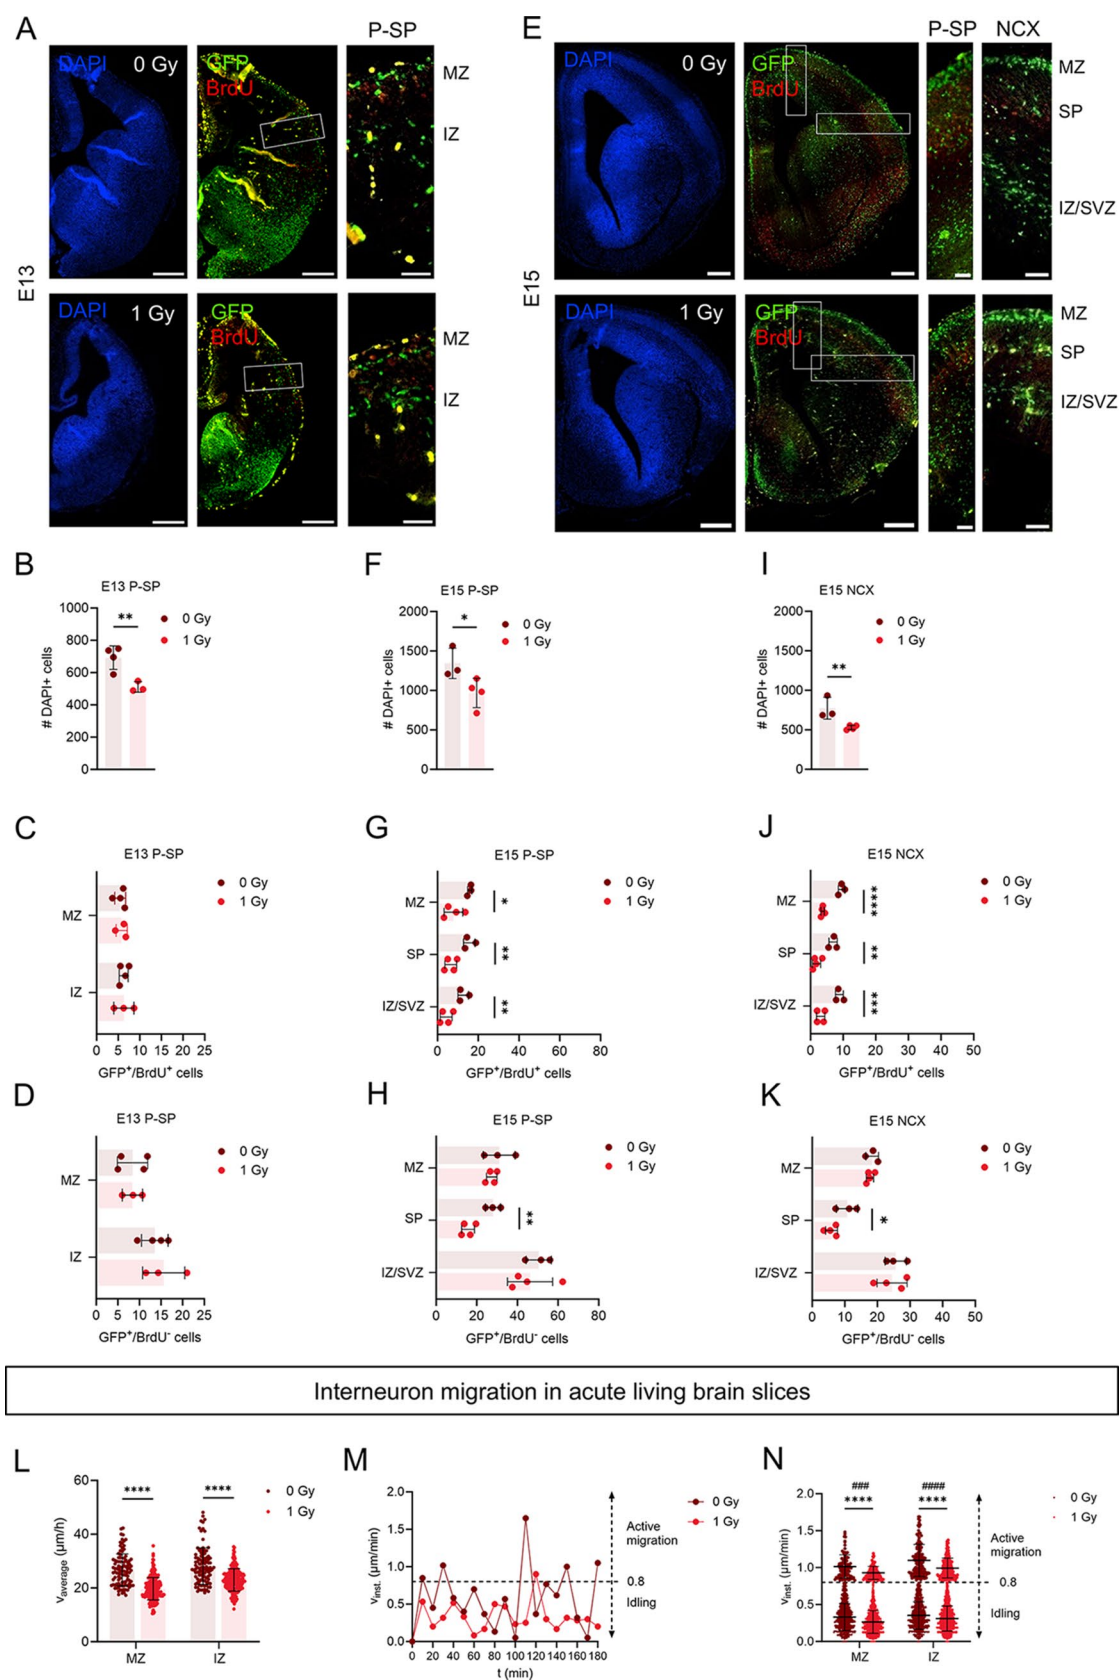 A
P-SP
E
P-SP NCX
DAPI 0 Gy
GFP
BrdU
MZ
IZ
DAPI 0 Gy
GFP
BrdU
MZ
SP
IZ/SVZ
E13
E15
DAPI 1 Gy
GFP
BrdU
MZ
IZ
DAPI 1 Gy
GFP
BrdU
MZ
SP
IZ/SVZ
B
E13 P-SP
1000
800
600
400
200
0
# DAPI+ cells
**
0 Gy
1 Gy
F
E15 P-SP
2000
1500
1000
500
0
# DAPI+ cells
*
0 Gy
1 Gy
I
E15 NCX
2000
1500
1000
500
0
# DAPI+ cells
**
0 Gy
1 Gy
C
E13 P-SP
0 Gy
1 Gy
MZ
IZ
0 5 10 15 20 25
GFP⁺/BrdU⁺ cells
G
E15 P-SP
0 Gy
1 Gy
MZ
*
SP
**
IZ/SVZ
**
0 20 40 60 80
GFP⁺/BrdU⁺ cells
J
E15 NCX
0 Gy
1 Gy
MZ
****
SP
**
IZ/SVZ
***
0 10 20 30 40 50
GFP⁺/BrdU⁺ cells
D
E13 P-SP
0 Gy
1 Gy
MZ
IZ
0 5 10 15 20 25
GFP⁺/BrdU⁻ cells
H
E15 P-SP
0 Gy
1 Gy
MZ
SP
**
IZ/SVZ
0 20 40 60 80
GFP⁺/BrdU⁻ cells
K
E15 NCX
0 Gy
1 Gy
MZ
SP
*
IZ/SVZ
0 10 20 30 40 50
GFP⁺/BrdU⁻ cells
Interneuron migration in acute living brain slices
L
60
40
20
0
Vaverage (µm/h)
**** ****
0 Gy
1 Gy
MZ IZ
M
2.0
1.5
1.0
0.5
0.0
Vinst. (µm/min)
0 Gy
1 Gy
Active
migration
0.8
Idling
0 20 40 60 80 100 120 140 160 180
t (min)
N
2.0
1.5
1.0
0.5
0.0
Vinst. (µm/min)
### ####
**** ****
0 Gy
1 Gy
Active
migration
0.8
Idling
MZ IZ